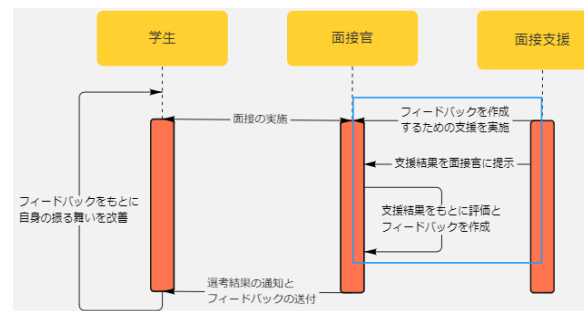 学生
面接官
面接支援
面接の実施
フィードバックを作成
するための支援を実施
支援結果を面接官に提示
フィードバックをもとに
自身の振る舞いを改善
支援結果をもとに評価と
フィードバックを作成
選考結果の通知と
フィードバックの送付